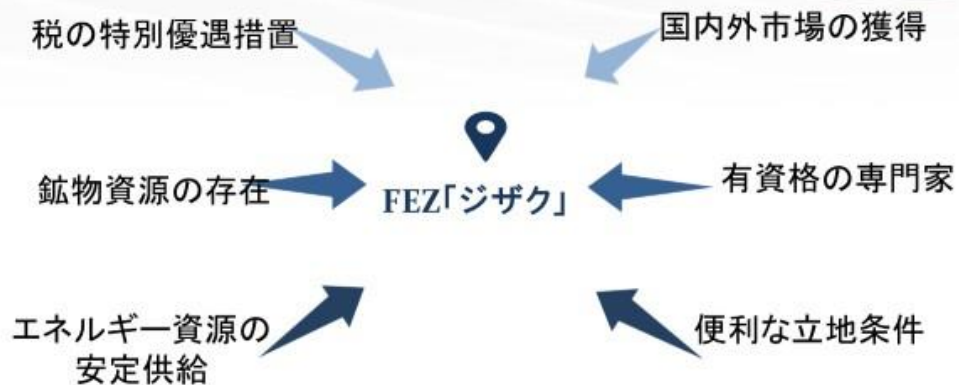 税の特別優遇措置
国内外市場の獲得
鉱物資源の存在
FEZ「ジザク」
有資格の専門家
エネルギー資源の
安定供給
便利な立地条件